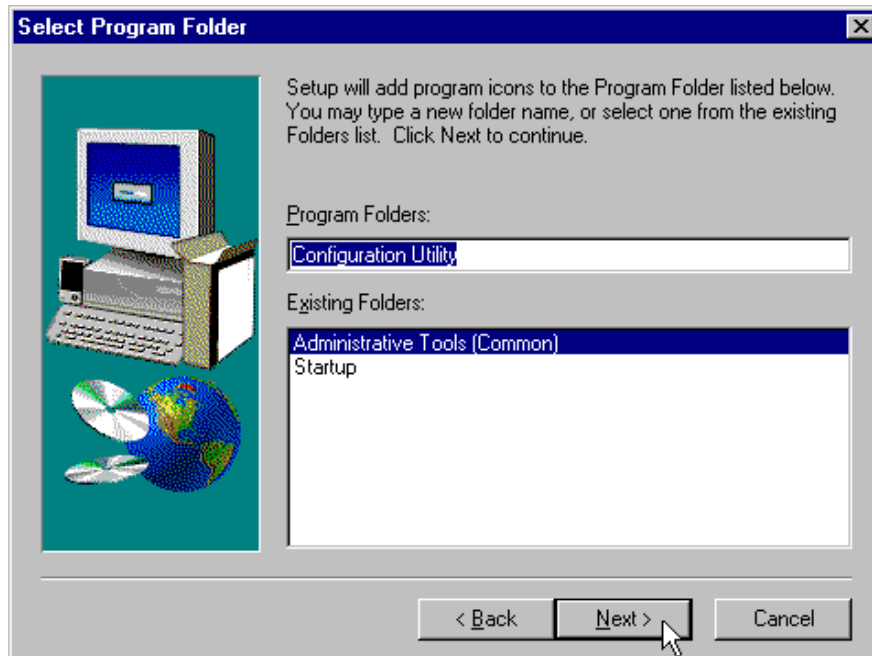 Select Program Folder
Setup will add program icons to the Program Folder listed below.
You may type a new folder name, or select one from the existing
Folders list.  Click Next to continue.
Program Folders:
Configuration Utility
Existing Folders:
Administrative Tools (Common)
Startup
< Back
Next >
Cancel